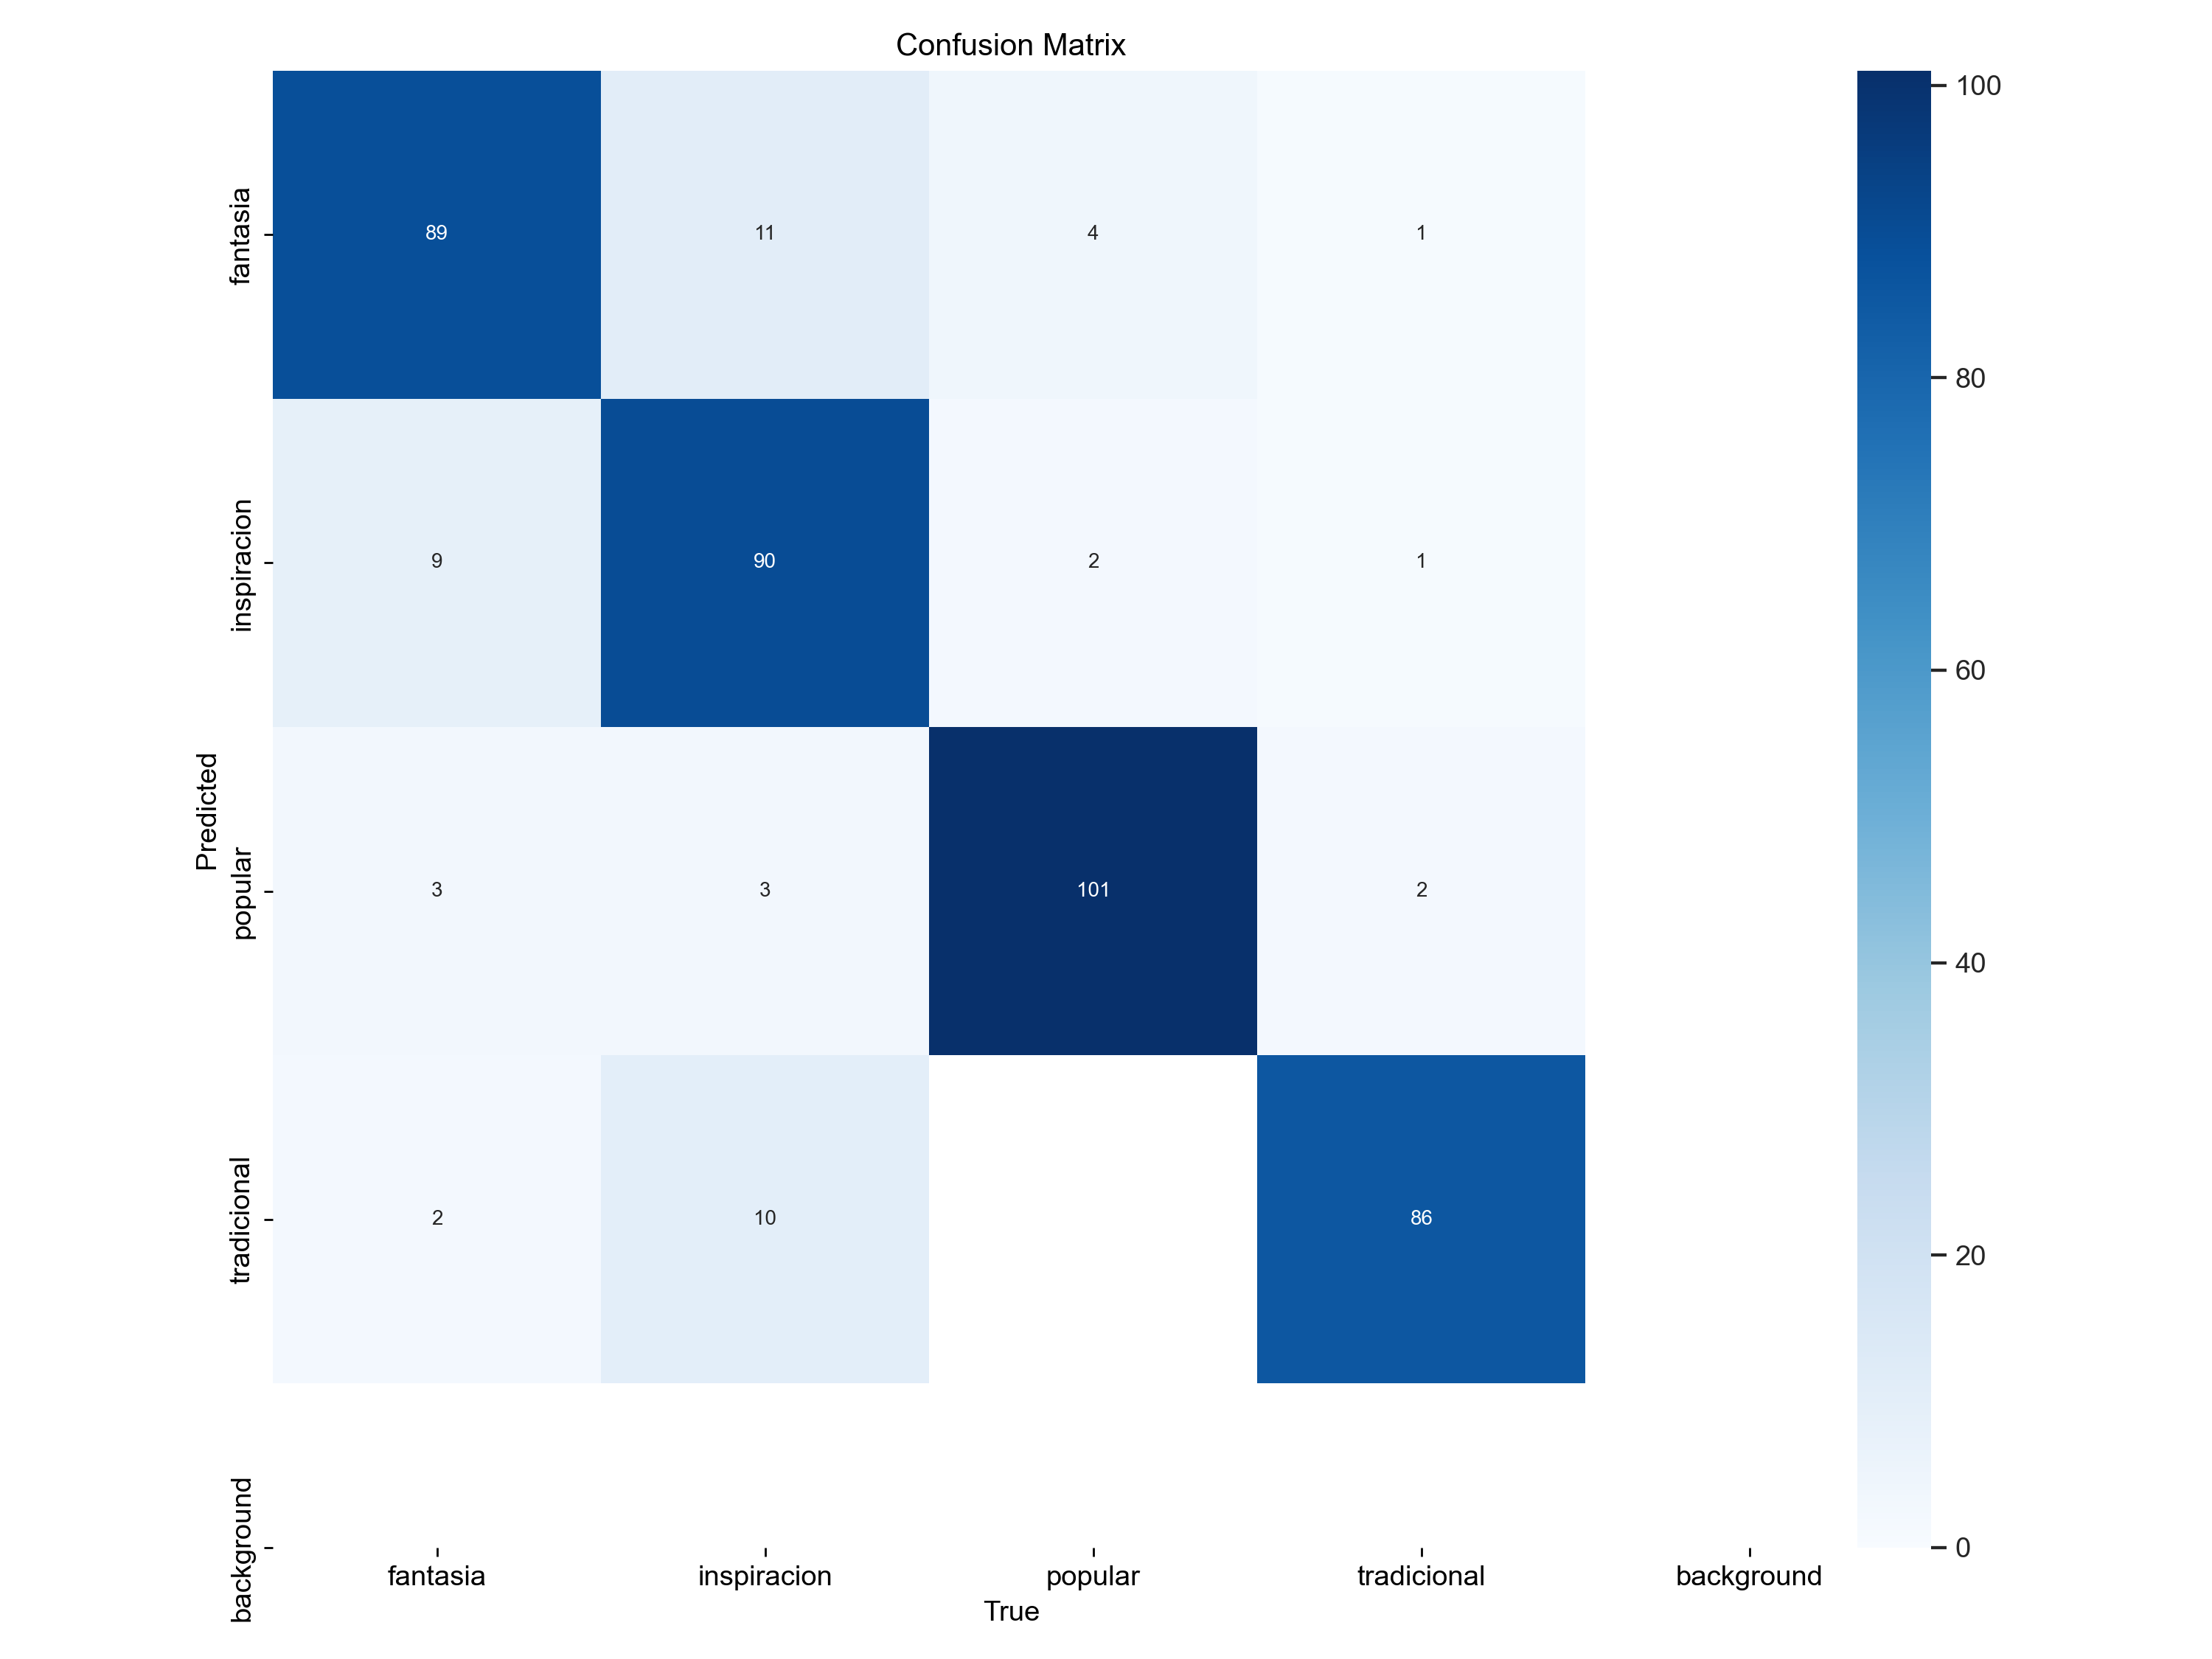 Confusion Matrix
Predicted
fantasia
89 11 4 1
inspiracion
9 90 2 1
popular
3 3 101 2
tradicional
2 10 86
background
fantasia inspiracion popular tradicional background
True
100
80
60
40
20
0